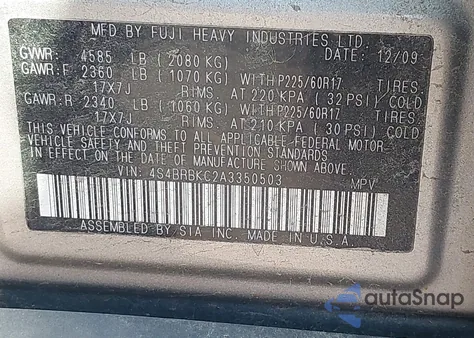 MFD BY FUJI HEAVY INDUSTRIES LTD.
GVWR: 4585 LB (2080 KG) DATE: 12/09
GAWR:F 2360 LB (1070 KG) WITH P225/60R17 TIRES.
17X7J RIMS. AT 220 KPA (32 PSI) COLD
GAWR:R 2340 LB (1060 KG) WITH P225/60R17 TIRES.
17X7J RIMS. AT 210 KPA (30 PSI) COLD
THIS VEHICLE CONFORMS TO ALL APPLICABLE FEDERAL MOTOR
VEHICLE SAFETY AND THEFT PREVENTION STANDARDS IN EFFECT
ON THE DATE OF MANUFACTURE SHOWN ABOVE.
VIN: 4S4BRBKC2A3350503 MPV
ASSEMBLED BY SIA INC. MADE IN U.S.A.
autoSnap